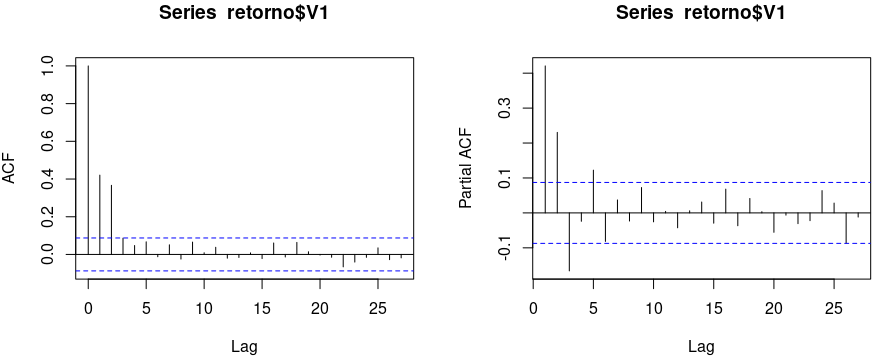 Series retorno$V1
ACF
1.0
0.8
0.6
0.4
0.2
0.0
0 5 10 15 20 25
Lag
Series retorno$V1
Partial ACF
0.3
0.1
-0.1
0 5 10 15 20 25
Lag